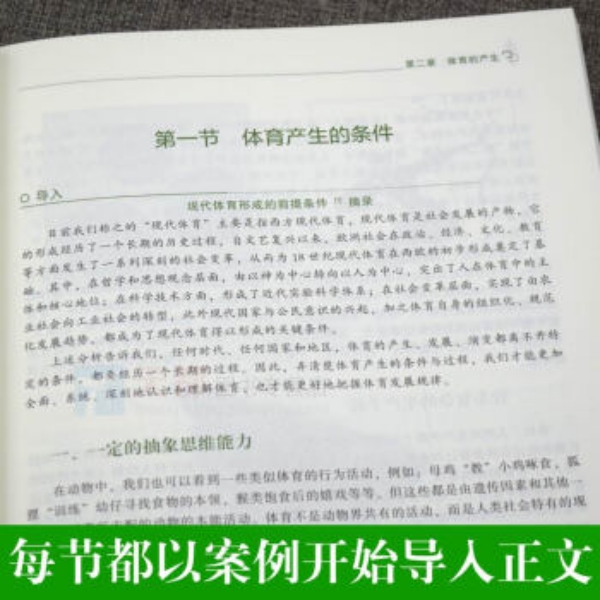 第二章 体育的产生
第一节 体育产生的条件
导入
现代体育形成的前提条件 摘录
目前我们称之的“现代体育”主要是指西方现代体育，现代体育是社会发展的产物，它
的形成经历了一个长期的历史过程，自文艺复兴以来，欧洲社会在政治、经济、文化、教育
等方面发生了一系列深刻的社会变革，从而为18世纪现代体育在西欧的初步形成奠定了基
础。其中，在哲学和思想观念层面，由以神为中心转向以人为中心，突出了人在体育中的主
体和核心地位；在科学技术方面，形成了近代实验科学体系；在社会变革层面，实现了由农
业社会向工业社会的转型，此外现代国家与公民意识的兴起，加之体育自身的组织化、规范
化发展趋势，都成为了现代体育得以形成的关键条件。
上述分析告诉我们，任何时代、任何国家和地区，体育的产生、发展、演变都离不开特
定的条件，都要经历一个长期的过程。因此，弄清楚体育产生的条件与过程，我们才能更加
全面、系统、深刻地认识和理解体育，也才能更好地把握体育发展规律。
一、一定的抽象思维能力
在动物中，我们也可以看到一些类似体育的行为活动，例如：母鸡“教”小鸡啄食，狐
狸“训练”幼仔寻找食物的本领，猴类饱食后的嬉戏等等。但这些都是由遗传因素和其他一
的动物的本能活动，体育不是动物界共有的活动，而是人类社会特有的现
每节都以案例开始导入正文